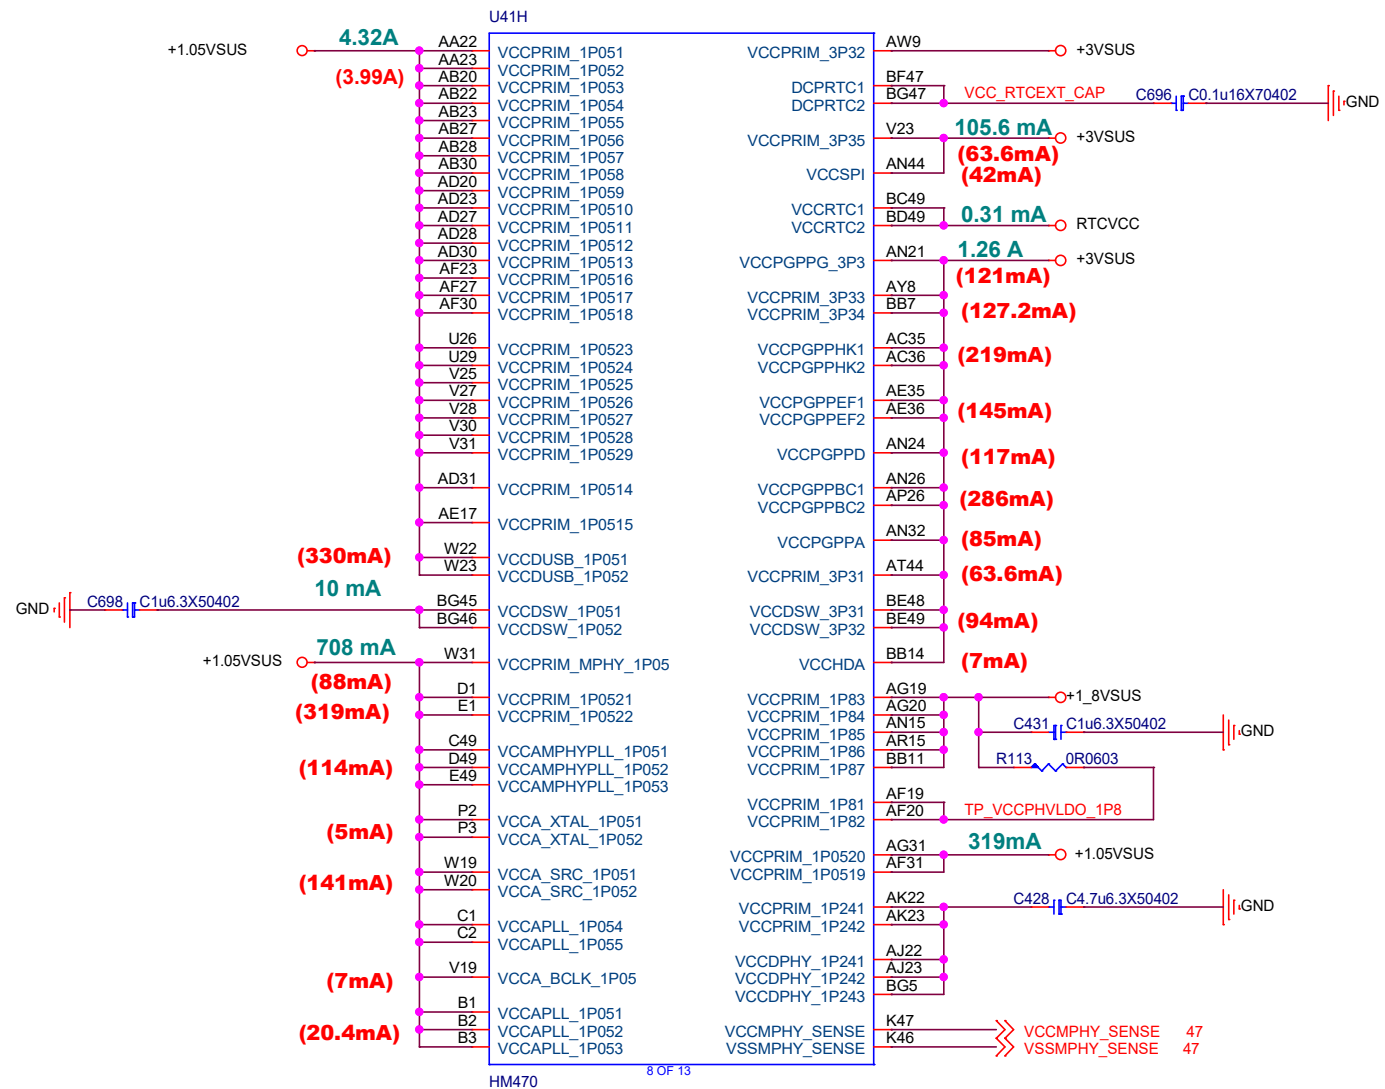 U41H
+1.05VSUS 4.32A AA22 VCCPRIM_1P051
(3.99A) AA23 VCCPRIM_1P052
AB20 VCCPRIM_1P053
AB22 VCCPRIM_1P054
AB23 VCCPRIM_1P055
AB27 VCCPRIM_1P056
AB28 VCCPRIM_1P057
AB30 VCCPRIM_1P058
AD20 VCCPRIM_1P059
AD23 VCCPRIM_1P0510
AD27 VCCPRIM_1P0511
AD28 VCCPRIM_1P0512
AD30 VCCPRIM_1P0513
AF23 VCCPRIM_1P0516
AF27 VCCPRIM_1P0517
AF30 VCCPRIM_1P0518
U26 VCCPRIM_1P0523
U29 VCCPRIM_1P0524
V25 VCCPRIM_1P0525
V27 VCCPRIM_1P0526
V28 VCCPRIM_1P0527
V30 VCCPRIM_1P0528
V31 VCCPRIM_1P0529
AD31 VCCPRIM_1P0514
AE17 VCCPRIM_1P0515
(330mA) W22 VCCDUSB_1P051
W23 VCCDUSB_1P052
10 mA
GND C698 C1u6.3X50402 BG45 VCCDSW_1P051
BG46 VCCDSW_1P052
+1.05VSUS 708 mA W31 VCCPRIM_MPHY_1P05
(88mA)
D1 VCCPRIM_1P0521
(319mA) E1 VCCPRIM_1P0522
C49 VCCAMPHYPLL_1P051
(114mA) D49 VCCAMPHYPLL_1P052
E49 VCCAMPHYPLL_1P053
P2 VCCA_XTAL_1P051
(5mA) P3 VCCA_XTAL_1P052
W19 VCCA_SRC_1P051
(141mA) W20 VCCA_SRC_1P052
C1 VCCAPLL_1P054
C2 VCCAPLL_1P055
(7mA) V19 VCCA_BCLK_1P05
B1 VCCAPLL_1P051
(20.4mA) B2 VCCAPLL_1P052
B3 VCCAPLL_1P053
VCCPRIM_3P32 AW9 +3VSUS
DCPRTC1 BF47
DCPRTC2 BG47 VCC_RTCEXT_CAP C696 C0.1u16X70402 GND
VCCPRIM_3P35 V23 105.6 mA +3VSUS
(63.6mA)
VCCSPI AN44 (42mA)
VCCRTC1 BC49
VCCRTC2 BD49 0.31 mA RTCVCC
VCCPGPPG_3P3 AN21 1.26 A +3VSUS
(121mA)
VCCPRIM_3P33 AY8
VCCPRIM_3P34 BB7 (127.2mA)
VCCPGPPHK1 AC35 (219mA)
VCCPGPPHK2 AC36
VCCPGPPEF1 AE35
VCCPGPPEF2 AE36 (145mA)
VCCPGPPD AN24 (117mA)
VCCPGPPBC1 AN26
VCCPGPPBC2 AP26 (286mA)
VCCPGPPA AN32 (85mA)
VCCPRIM_3P31 AT44 (63.6mA)
VCCDSW_3P31 BE48
VCCDSW_3P32 BE49 (94mA)
VCCHDA BB14 (7mA)
VCCPRIM_1P83 AG19 +1_8VSUS
VCCPRIM_1P84 AG20
VCCPRIM_1P85 AN15 C431 C1u6.3X50402 GND
VCCPRIM_1P86 AR15
VCCPRIM_1P87 BB11 R113 0R0603
VCCPRIM_1P81 AF19
VCCPRIM_1P82 AF20 TP_VCCPHVLDO_1P8
VCCPRIM_1P0520 AG31 319mA +1.05VSUS
VCCPRIM_1P0519 AF31
VCCPRIM_1P241 AK22 C428 C4.7u6.3X50402 GND
VCCPRIM_1P242 AK23
VCCDPHY_1P241 AJ22
VCCDPHY_1P242 AJ23
VCCDPHY_1P243 BG5
VCCMPHY_SENSE K47 VCCMPHY_SENSE 47
VSSMPHY_SENSE K46 VSSMPHY_SENSE 47
8 OF 13
HM470